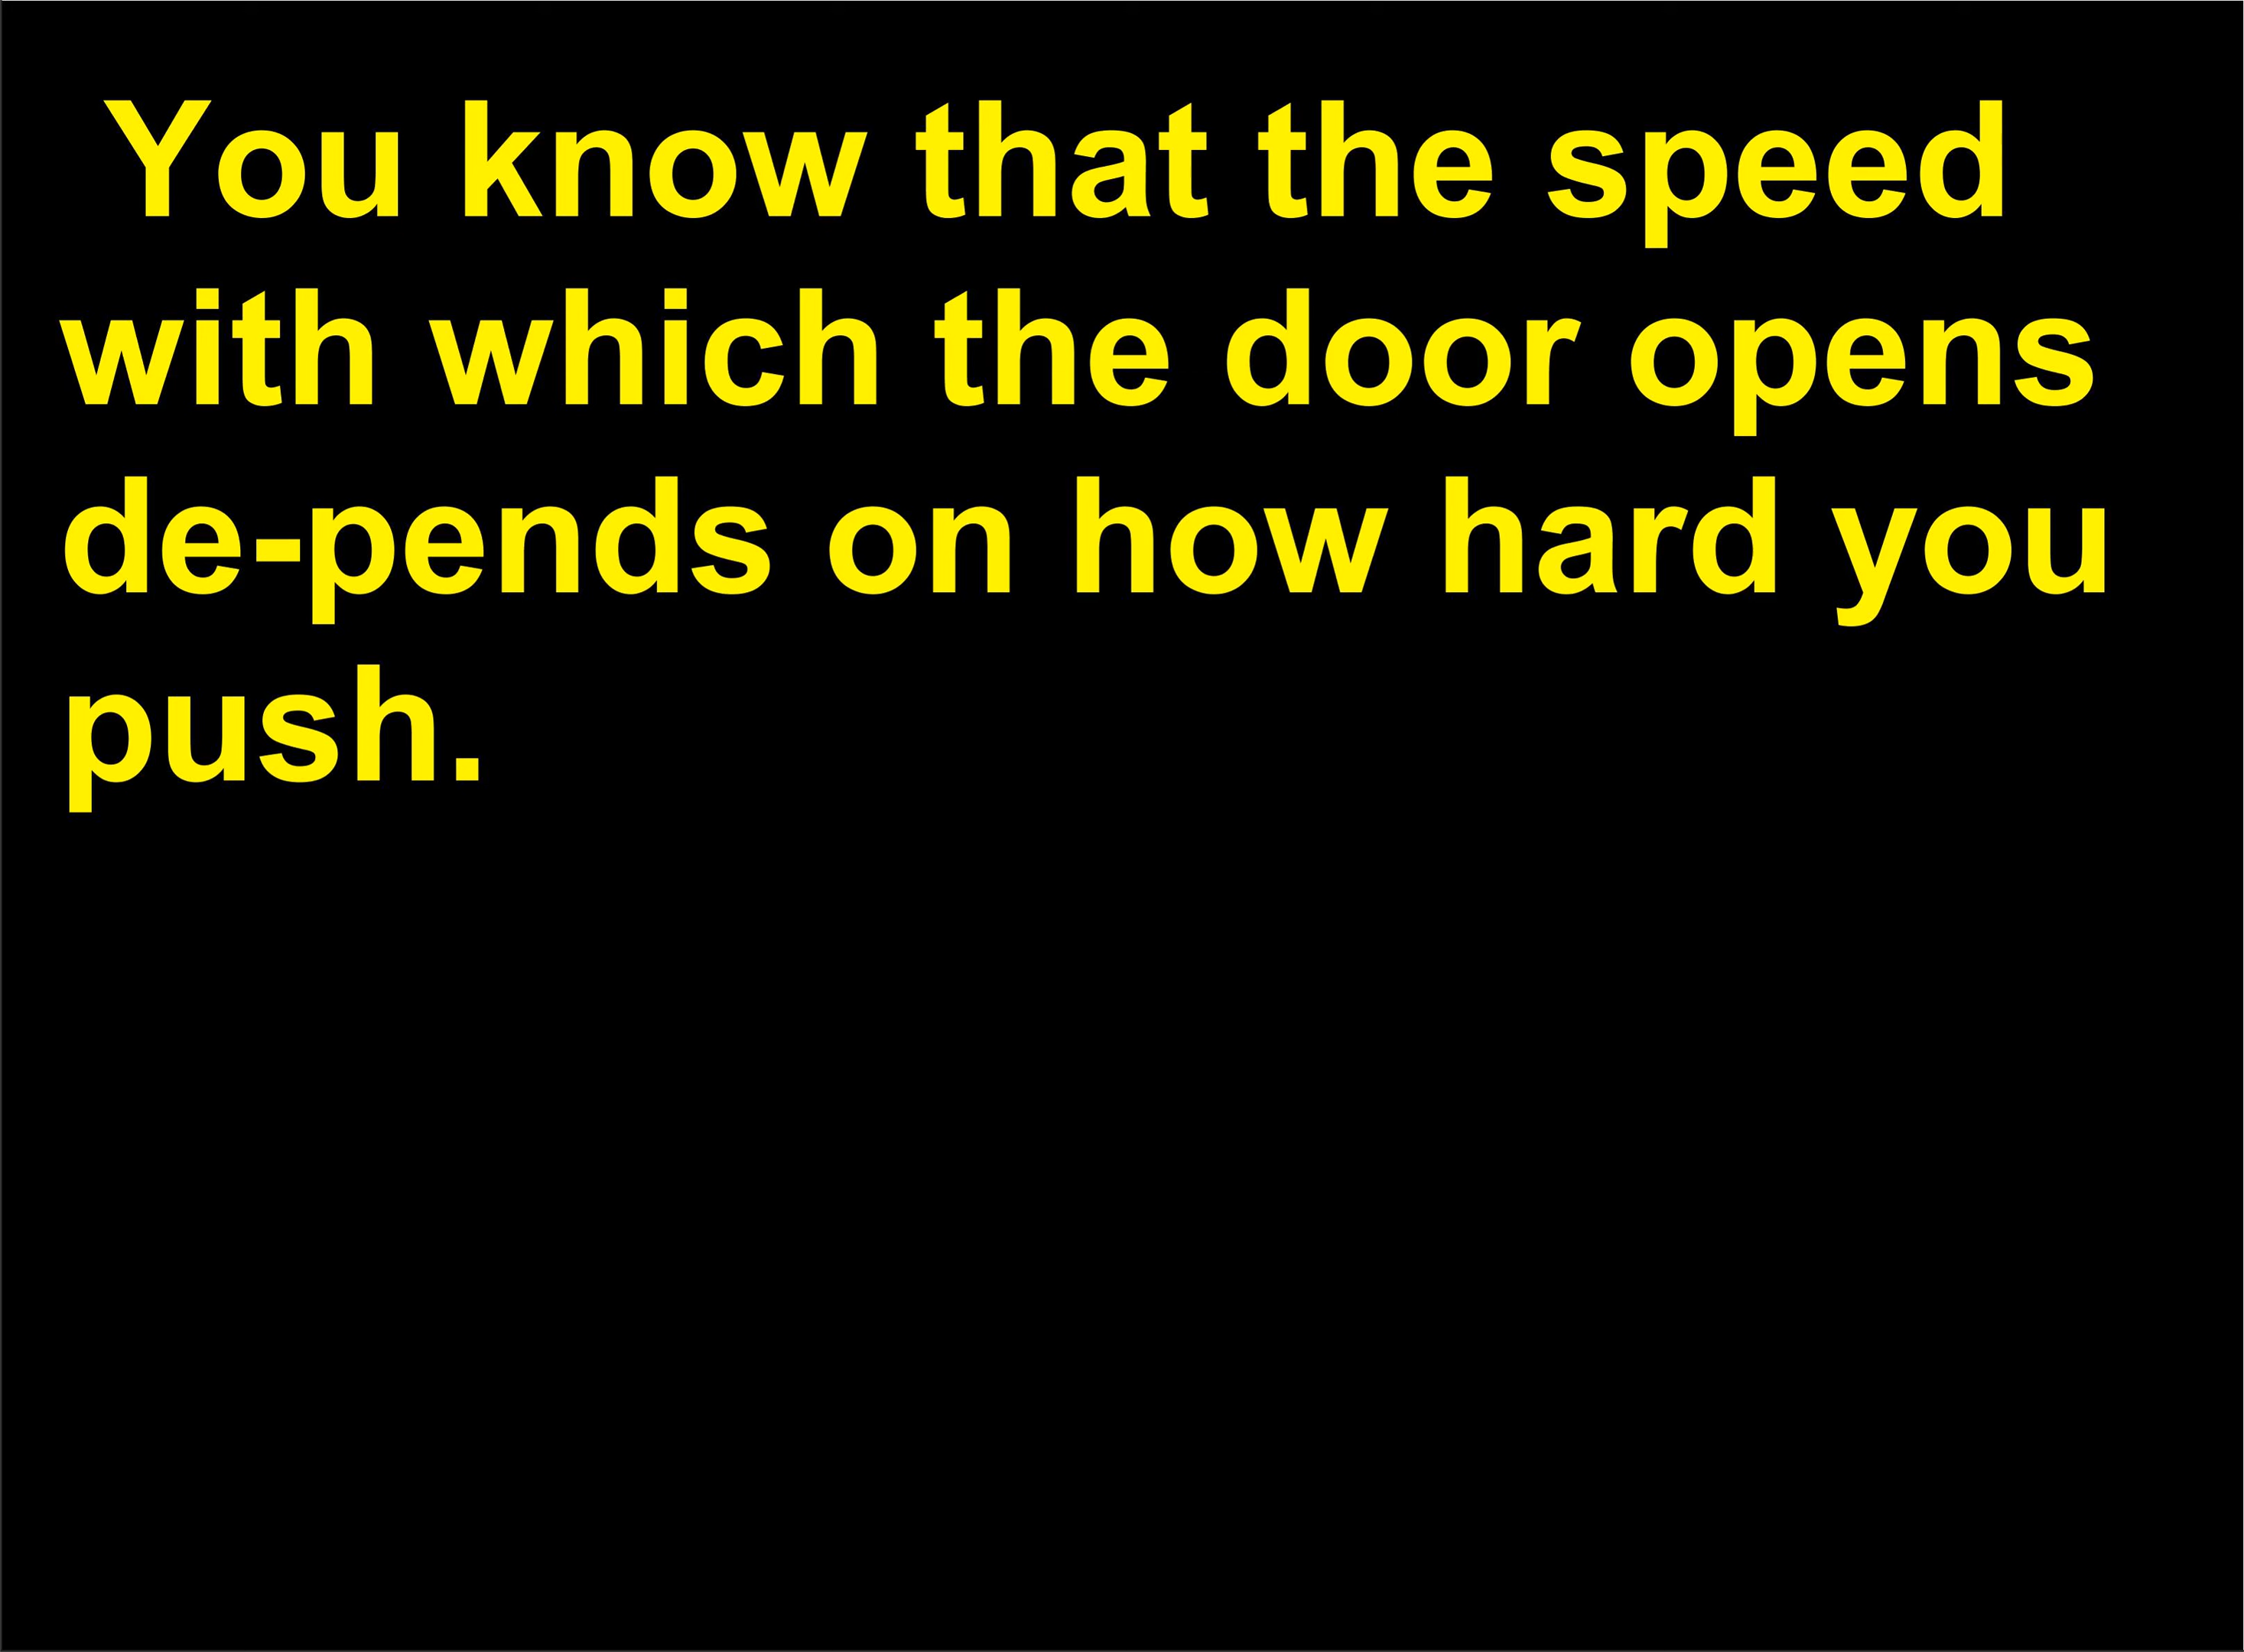 You know that the speed
with which the door opens
de-pends on how hard you
push.